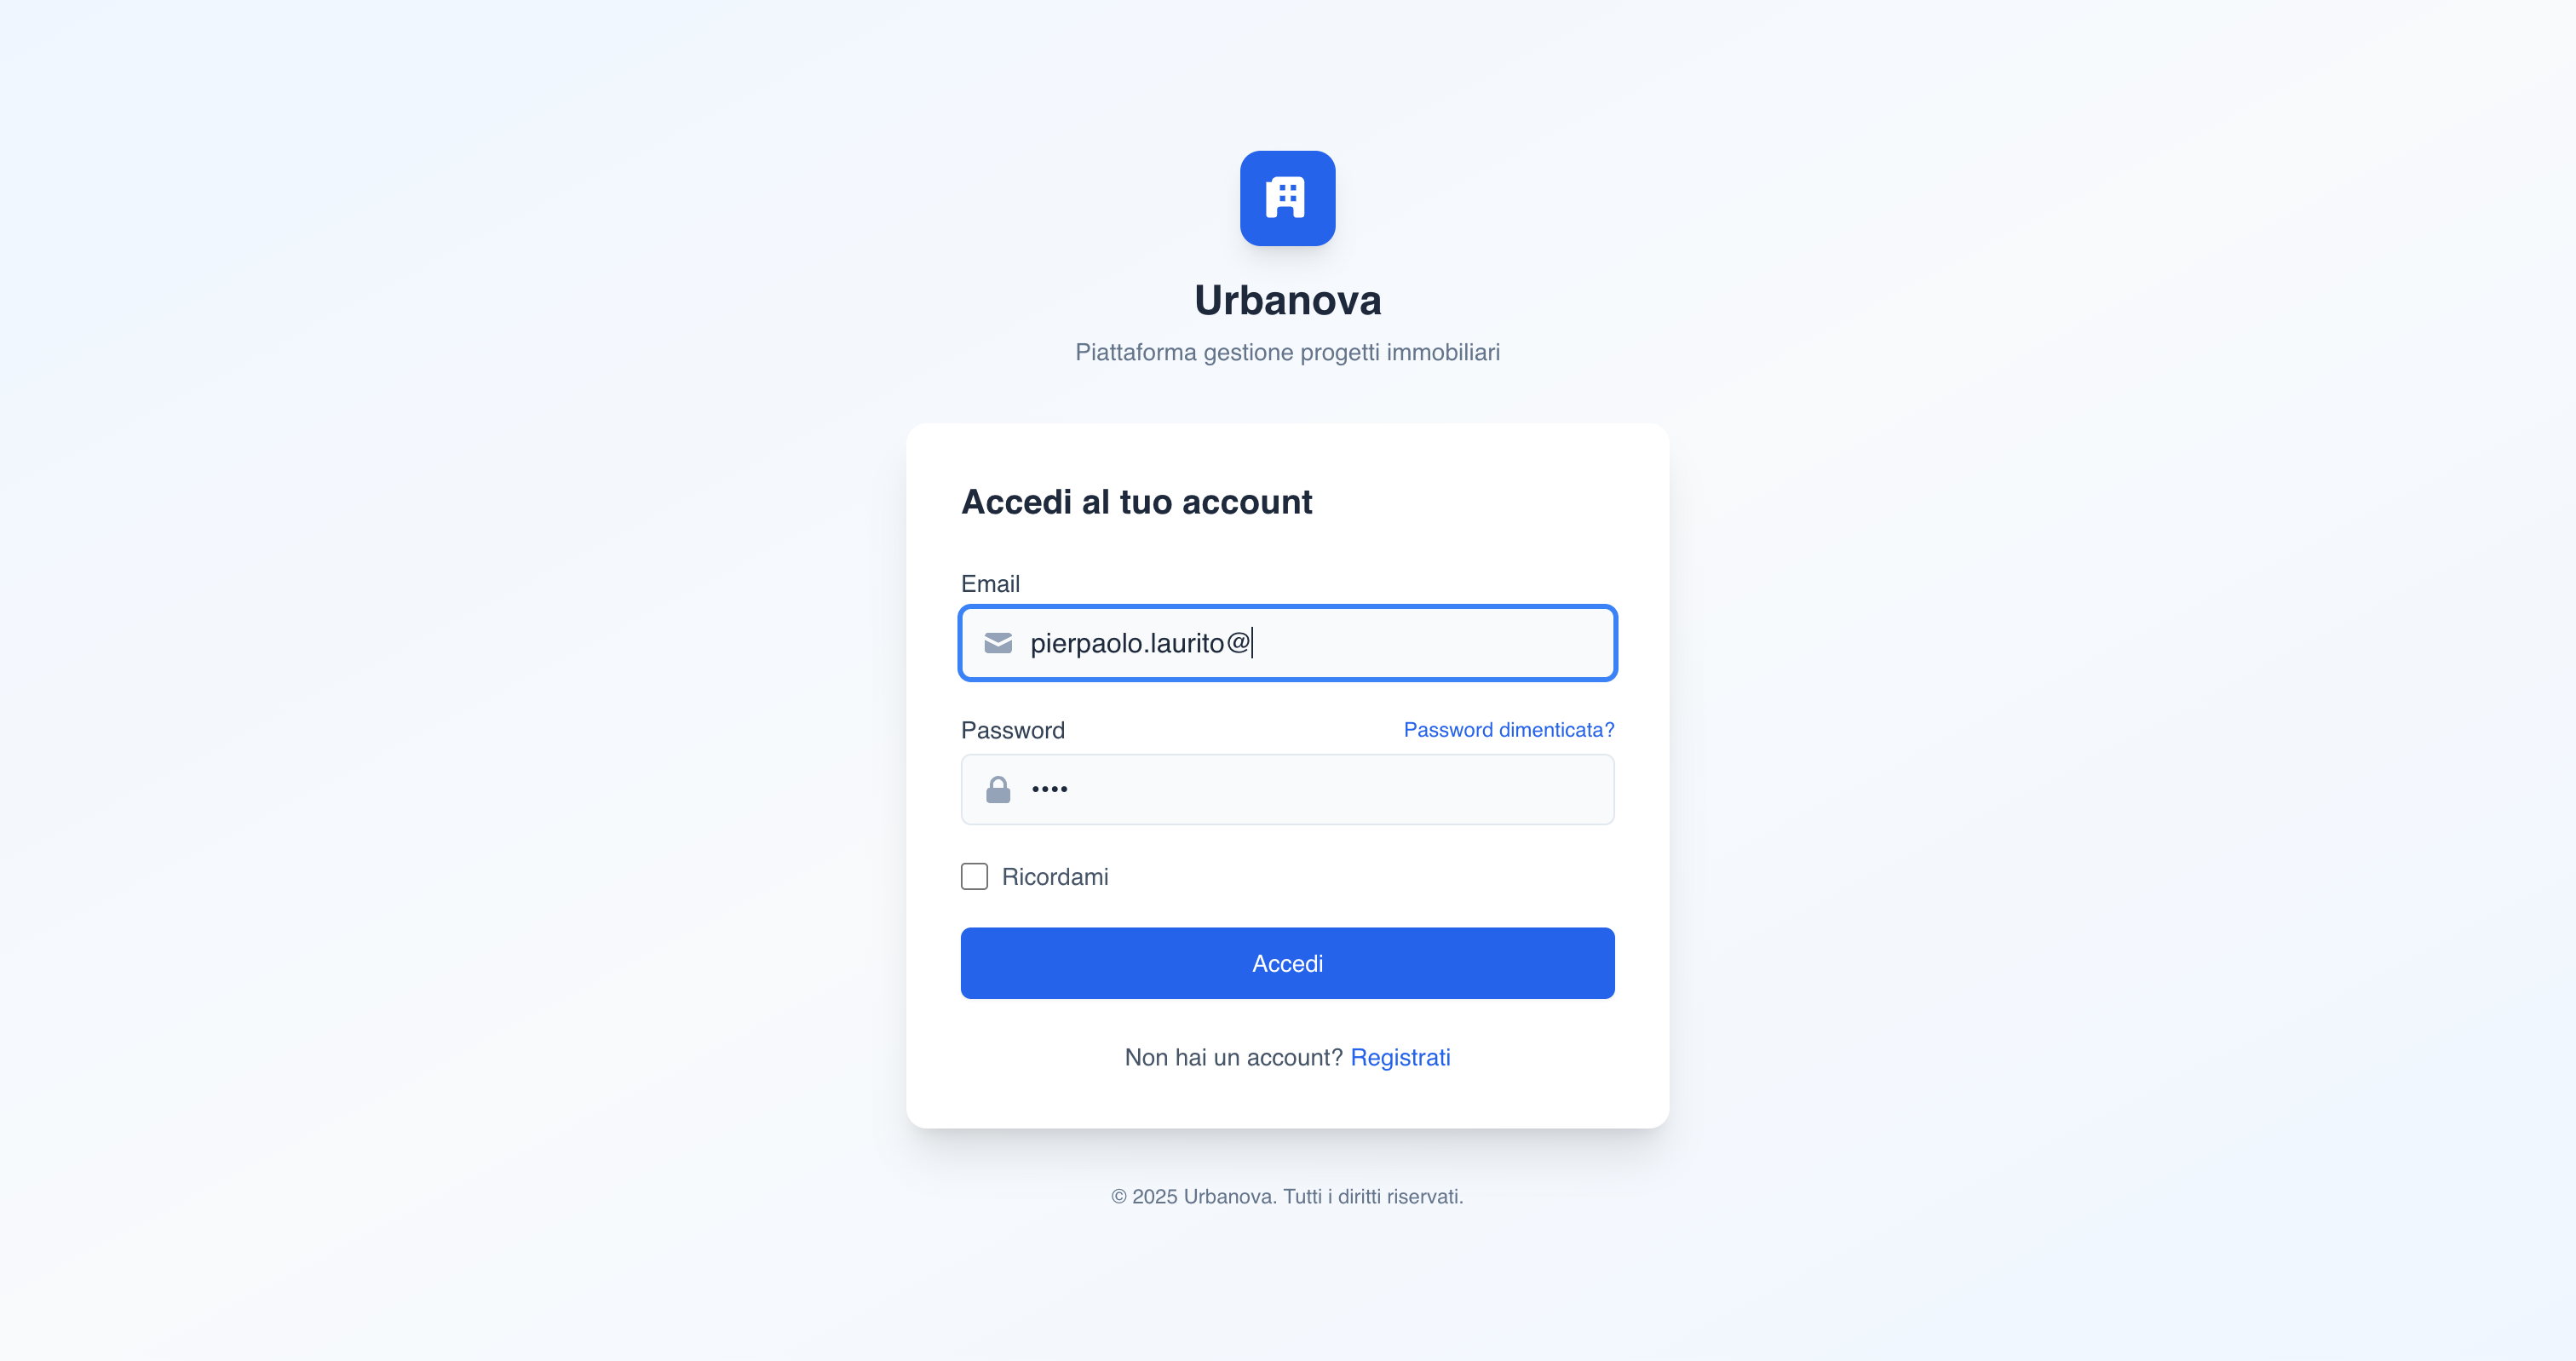 Urbanova
Piattaforma gestione progetti immobiliari
Accedi al tuo account
Email
pierpaolo.laurito@
Password
Password dimenticata?
••••
Ricordami
Accedi
Non hai un account? Registrati
© 2025 Urbanova. Tutti i diritti riservati.